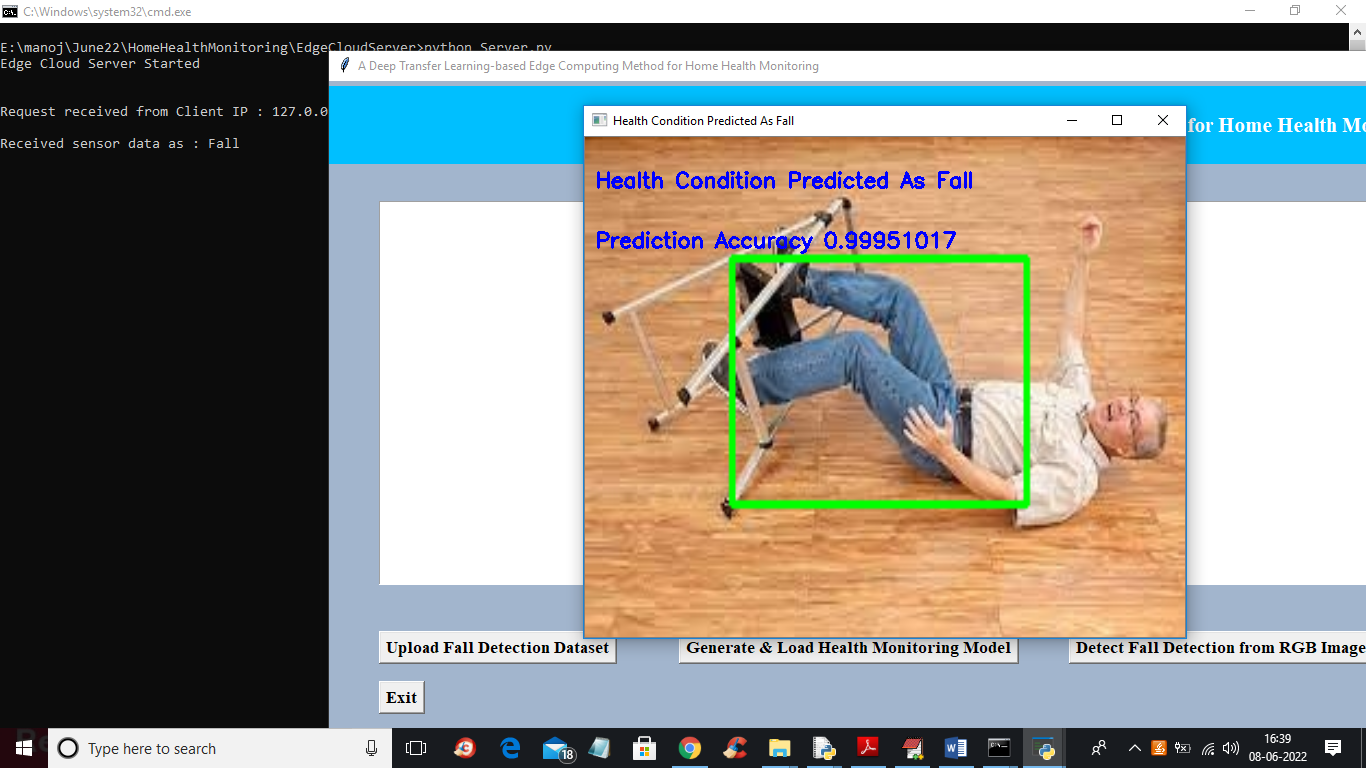 C:\Windows\system32\cmd.exe
E:\manoj\June22\HomeHealthMonitoring\EdgeCloudServer>python Server.py
Edge Cloud Server Started
A Deep Transfer Learning-based Edge Computing Method for Home Health Monitoring
Request received from Client IP : 127.0.0
Received sensor data as : Fall
for Home Health Mo
Health Condition Predicted As Fall
Health Condition Predicted As Fall
Prediction Accuracy 0.99951017
Upload Fall Detection Dataset
Generate & Load Health Monitoring Model
Detect Fall Detection from RGB Image
Exit
Type here to search
18
16:39
08-06-2022